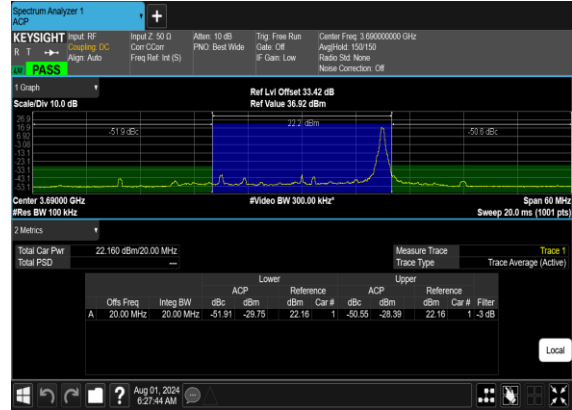 Spectrum Analyzer 1
ACP
+
KEYSIGHT Input: RF Input Z: 50 Ω Atten: 10 dB Trig: Free Run Center Freq: 3.690000000 GHz
R T Coupling: DC Corr CCorr PNO: Best Wide Gate: Off Avg|Hold: 150/150
Align: Auto Freq Ref: Int (S) IF Gain: Low Radio Std: None
LXI PASS Noise Correction: Off
1 Graph Ref Lvl Offset 33.42 dB
Scale/Div 10.0 dB Ref Value 36.92 dBm
26.9
16.9 -51.9 dBc 22.2 dBm -50.6 dBc
6.92
-3.08
-13.1
-23.1
-33.1
-43.1
-53.1
Center 3.69000 GHz #Video BW 300.00 kHz* Span 60 MHz
#Res BW 100 kHz Sweep 20.0 ms (1001 pts)
2 Metrics
Total Car Pwr 22.160 dBm/20.00 MHz Measure Trace Trace 1
Total PSD --- Trace Type Trace Average (Active)
Lower Upper
ACP Reference ACP Reference
Offs Freq Integ BW dBc dBm dBm Car # dBc dBm dBm Car # Filter
A 20.00 MHz 20.00 MHz -51.91 -29.75 22.16 1 -50.55 -28.39 22.16 1 -3 dB
Local
? Aug 01, 2024
6:27:44 AM